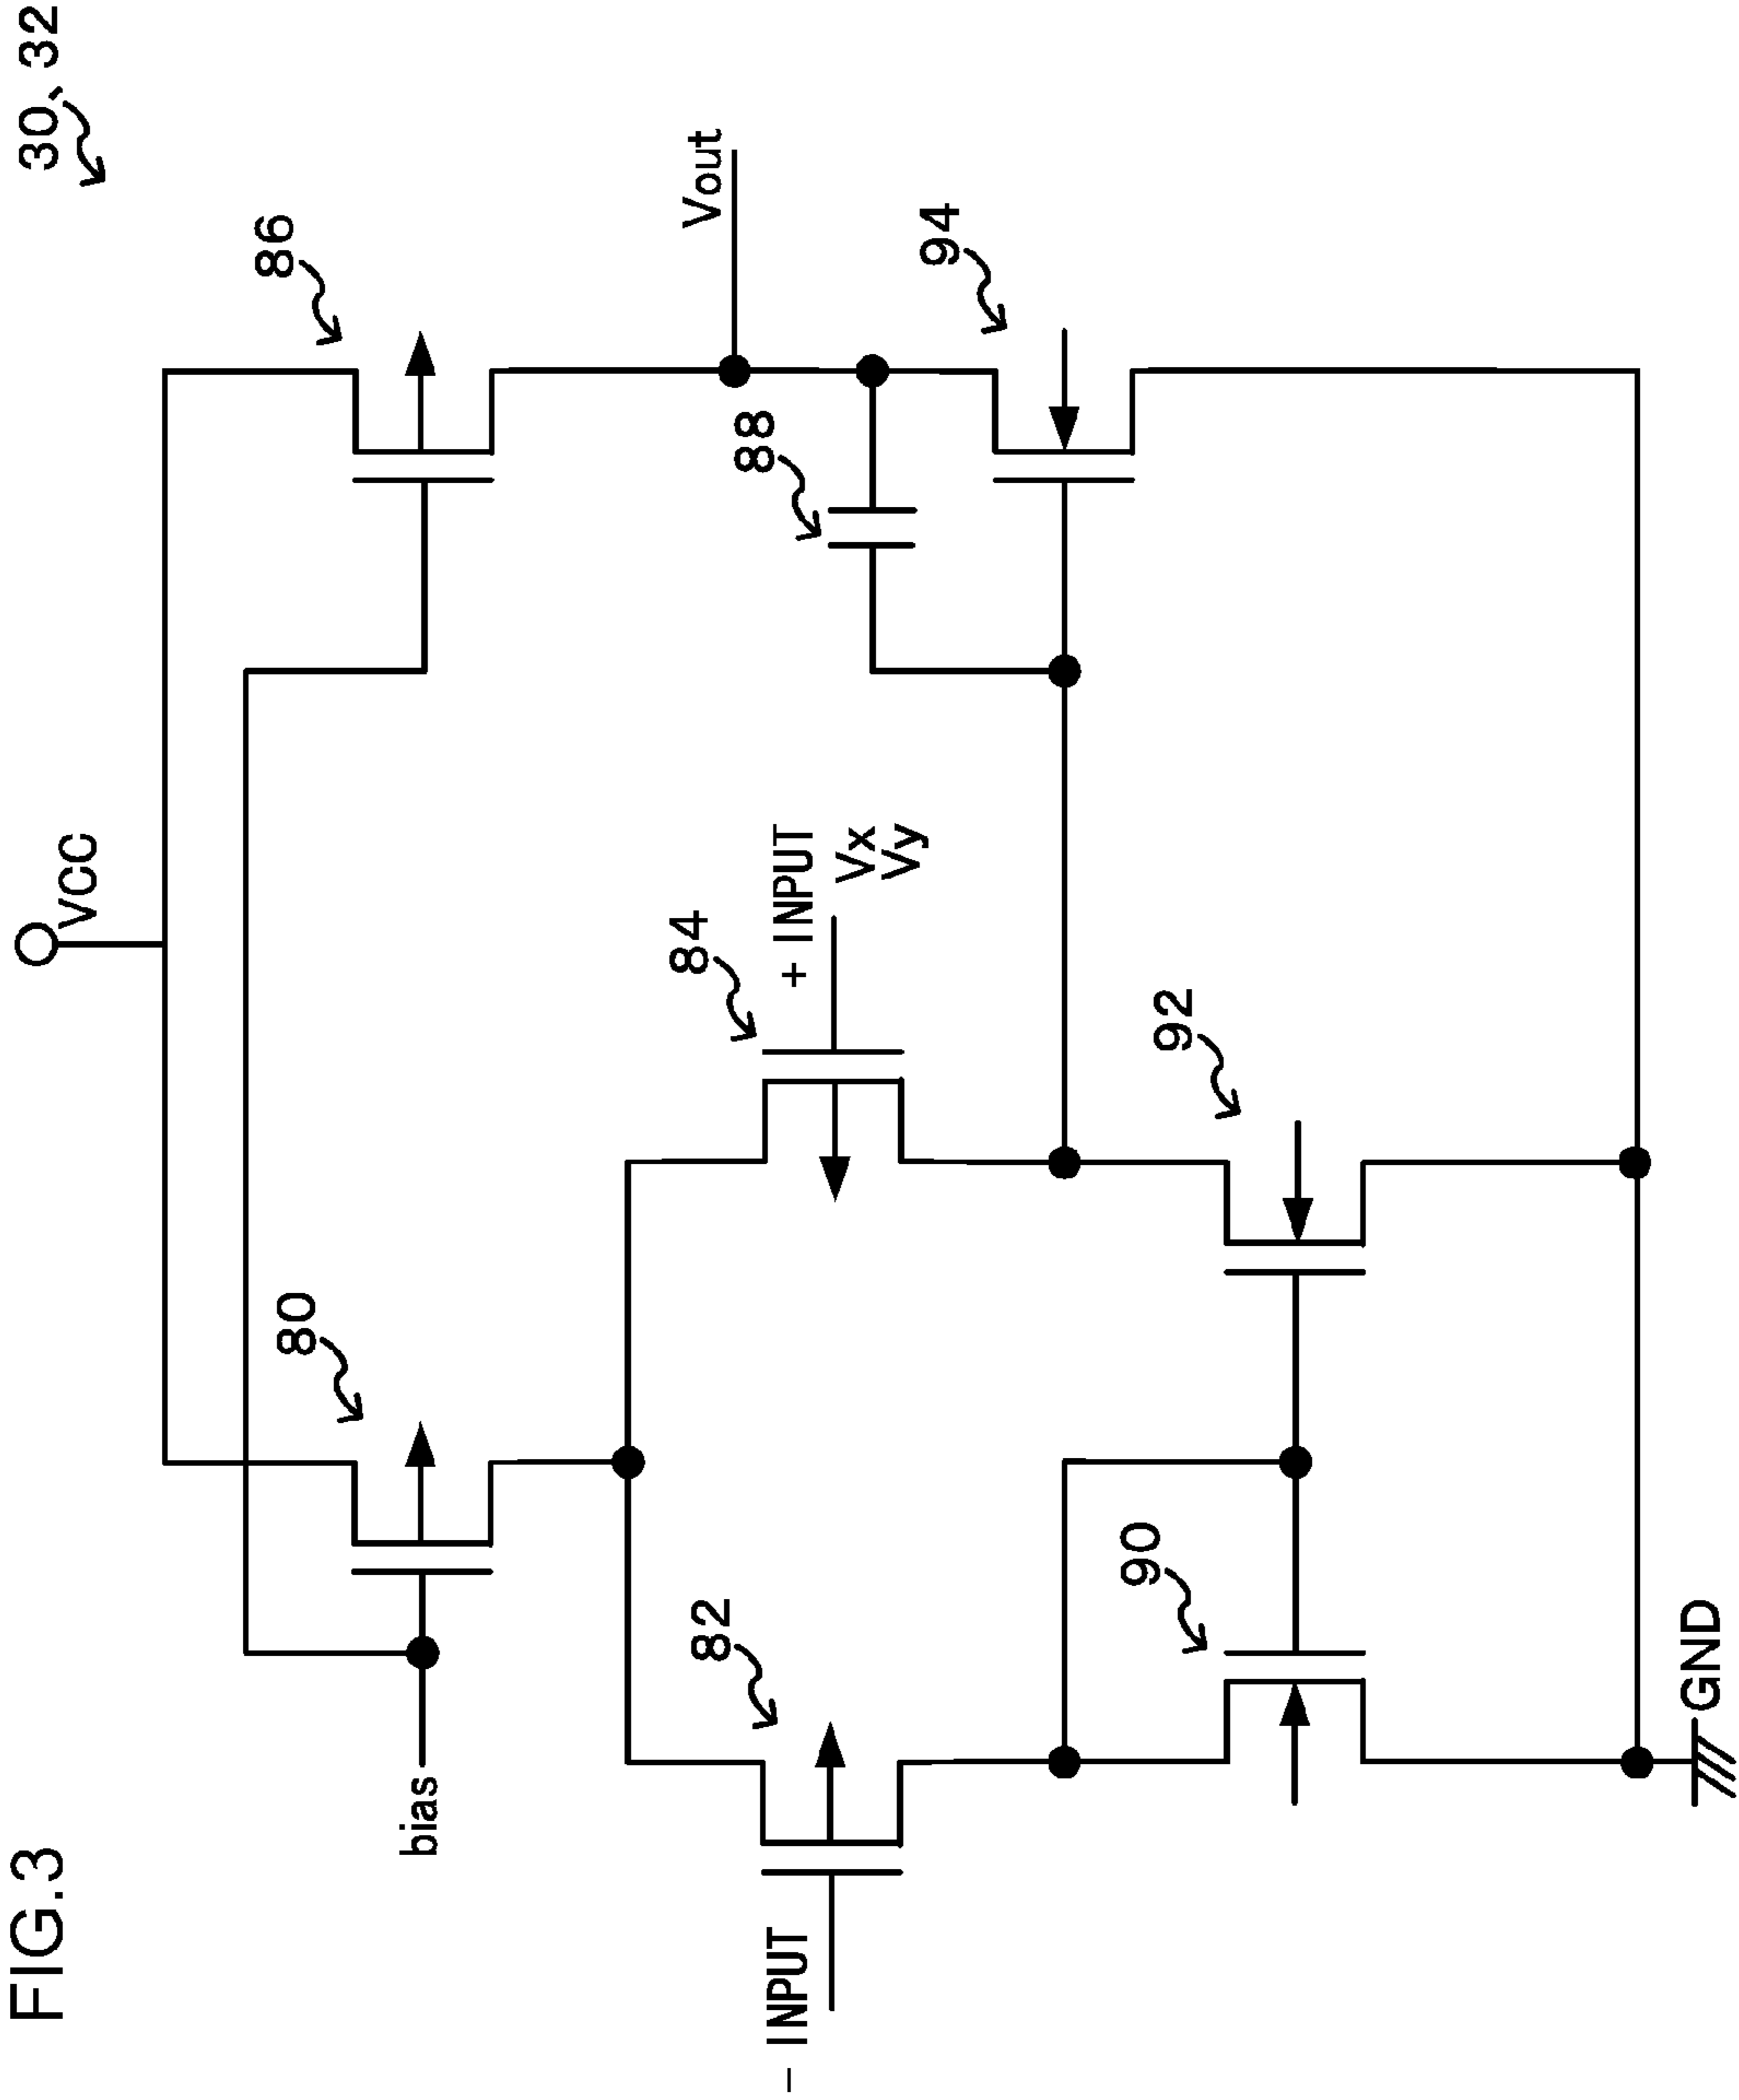 FIG.3
30、32
VCC
bias
80
86
Vout
- INPUT
82
84
+ INPUT
Vx
Vy
88
94
90
92
GND